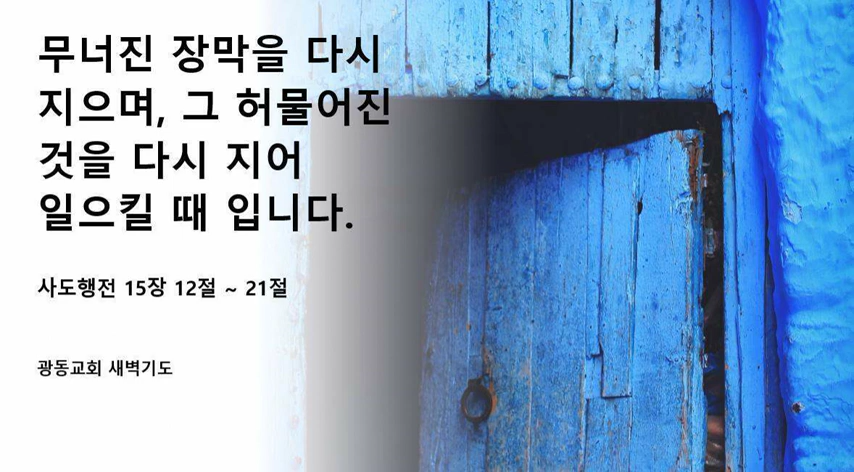 무너진 장막을 다시
지으며, 그 허물어진
것을 다시 지어
일으킬 때 입니다.
사도행전 15장 12절 ~ 21절
광동교회 새벽기도